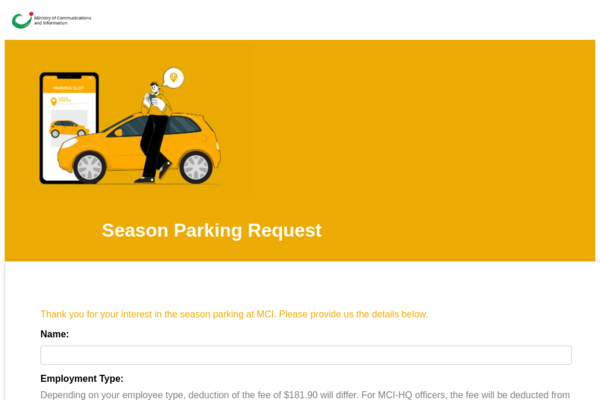 Ministry of Communications
and Information
PARKING SLOT
Season Parking Request
Thank you for your interest in the season parking at MCI. Please provide us the details below.
Name:
Employment Type:
Depending on your employee type, deduction of the fee of $181.90 will differ. For MCI-HQ officers, the fee will be deducted from